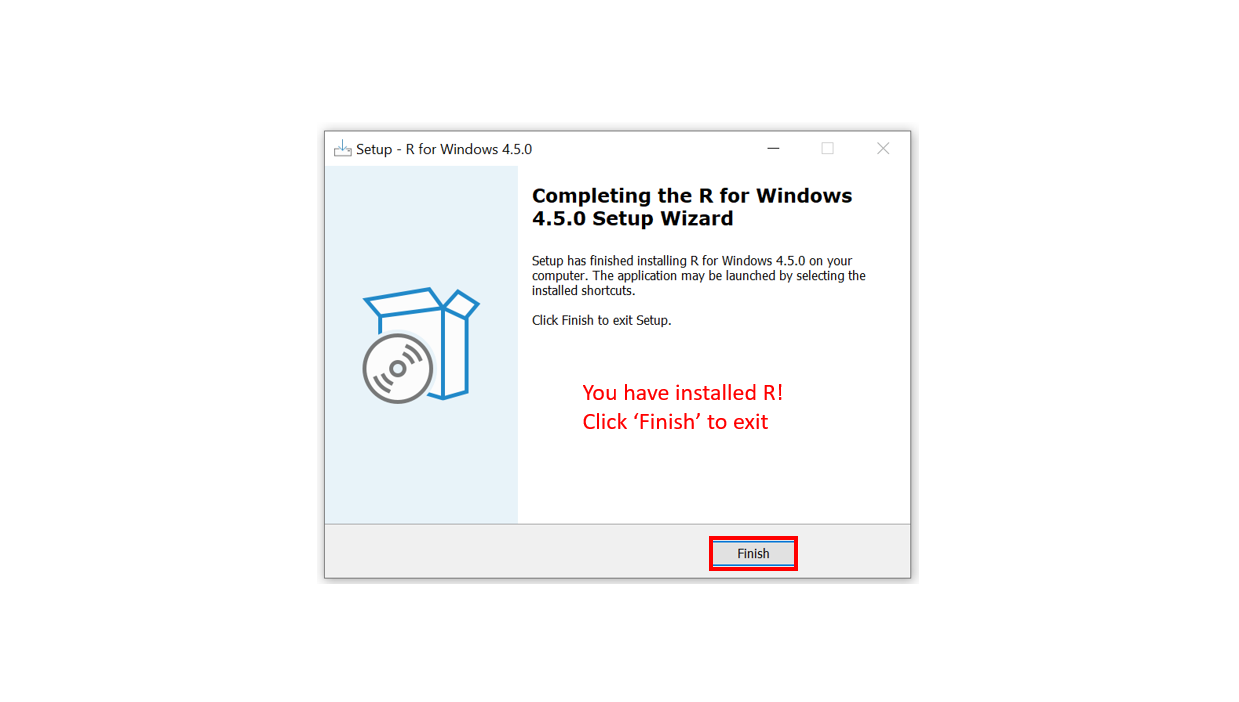 Setup - R for Windows 4.5.0
Completing the R for Windows
4.5.0 Setup Wizard
Setup has finished installing R for Windows 4.5.0 on your
computer. The application may be launched by selecting the
installed shortcuts.
Click Finish to exit Setup.
You have installed R!
Click ‘Finish’ to exit
Finish